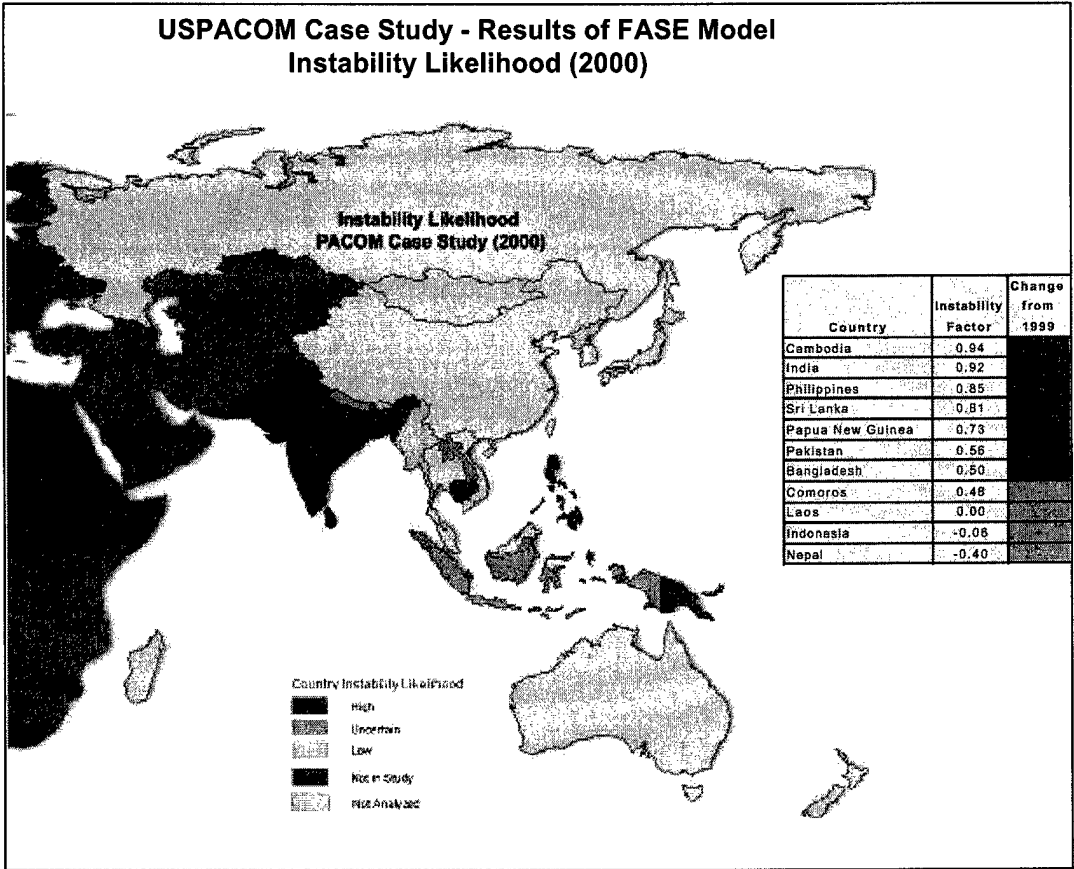 USPACOM Case Study - Results of FASE Model
Instability Likelihood (2000)
Instability Likelihood
PACOM Case Study (2000)
Country Instability Factor Change from 1999
Cambodia 0.94
India 0.92
Philippines 0.85
Sri Lanka 0.81
Papua New Guinea 0.73
Pakistan 0.56
Bangladesh 0.50
Comoros 0.48
Laos 0.00
Indonesia -0.06
Nepal -0.40
Country Instability Likelihood
High
Uncertain
Low
Not in Study
Not Analyzed